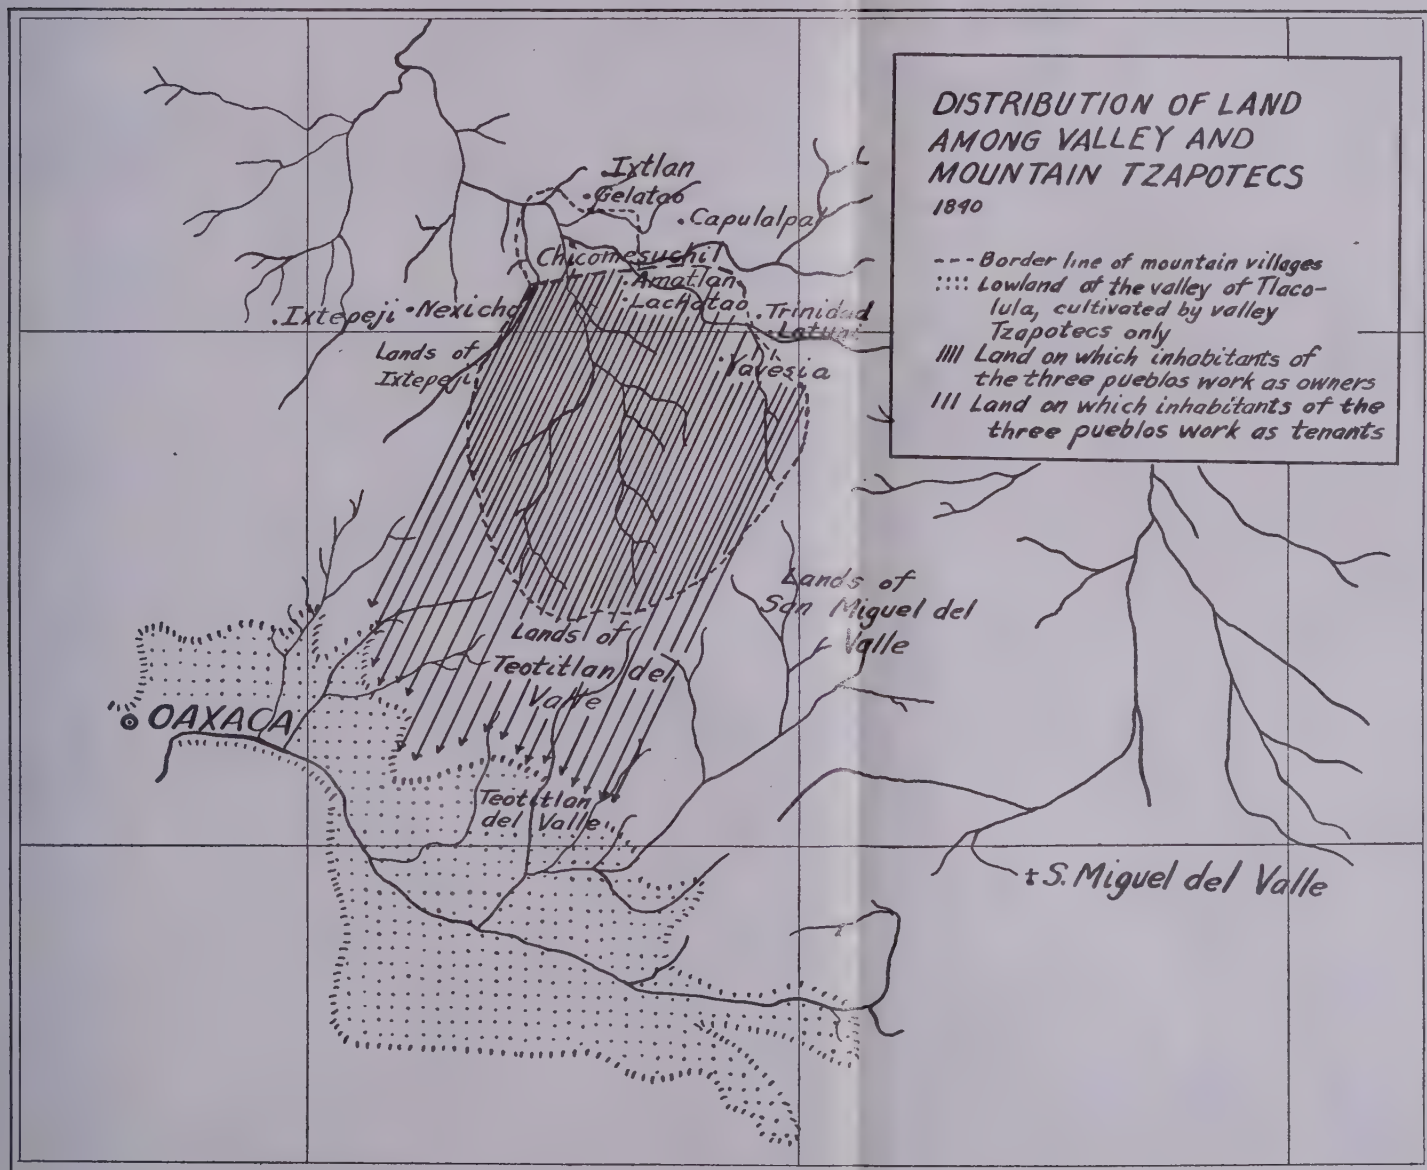 DISTRIBUTION OF LAND
AMONG VALLEY AND
MOUNTAIN TZAPOTECS
1890
Border line of mountain villages
Lowland of the valley of Tlaco-
lula, cultivated by valley
Tzapotecs only
Land on which inhabitants of
the three pueblos work as owners
Land on which inhabitants of the
three pueblos work as tenants
Ixtlan
Gelatao
Capulalpa
Chicomesuchil
Amatlan
Lachatao
Trinidad
Ixtepeji
Nexicho
Lands of
Ixtepeji
Yavesia
Lands of
San Miguel del
Valle
Lands of
Teotitlan del
Valle
OAXACA
Teotitlan
del Valle
S. Miguel del Valle